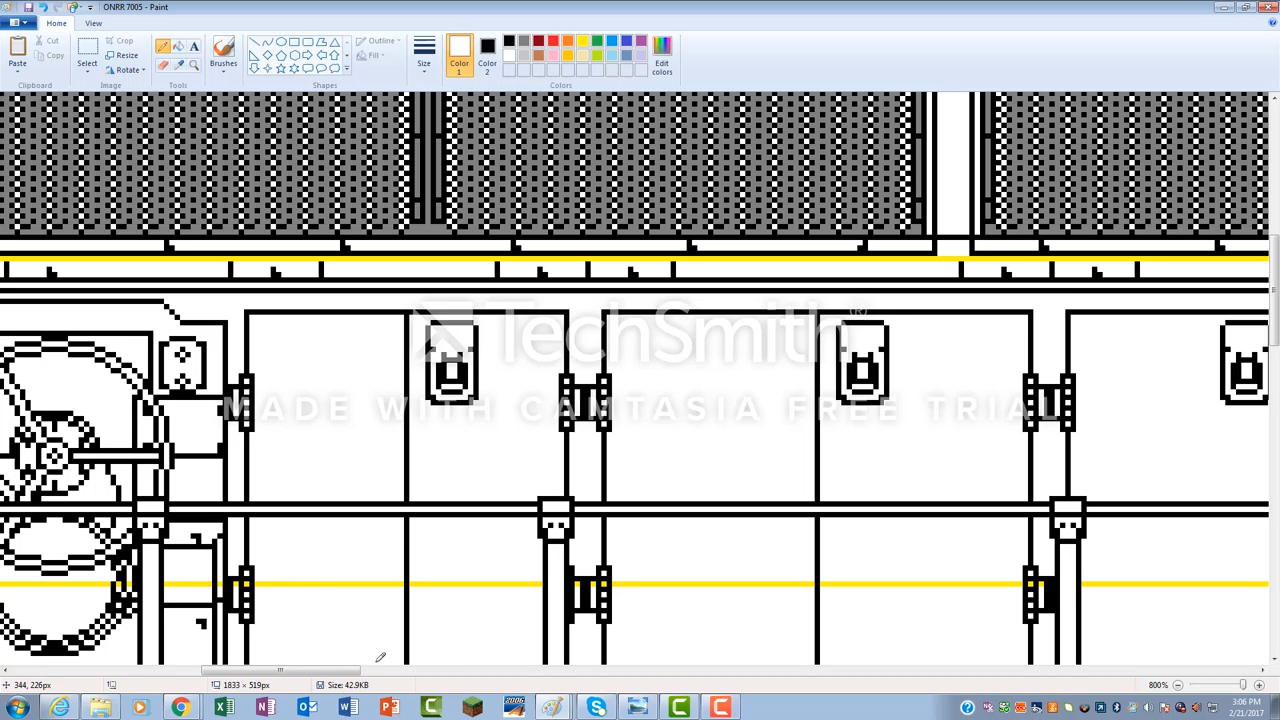 ONRR 7005 - Paint
Home View
Paste
Cut
Copy
Clipboard
Select
Crop
Resize
Rotate
Image
A
Tools
Brushes
Outline
Fill
Shapes
Size
Color 1
Color 2
Edit colors
Colors
TechSmith®
MADE WITH CAMTASIA FREE TRIAL
344, 226px
1833 × 519px
Size: 42.9KB
800%
3:06 PM
2/21/2017